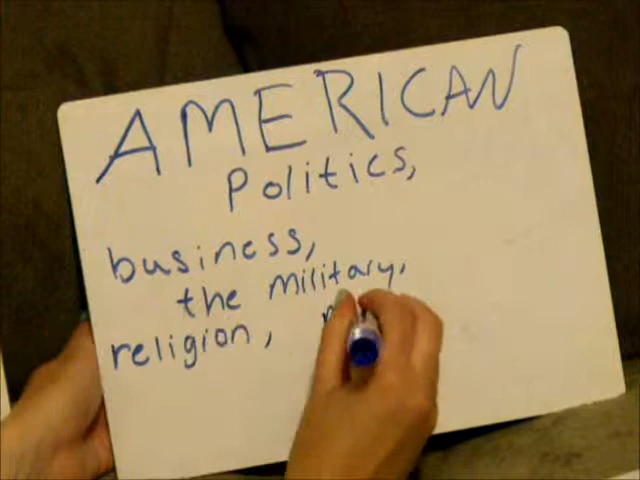 AMERICAN
Politics,
business,
the military,
religion,